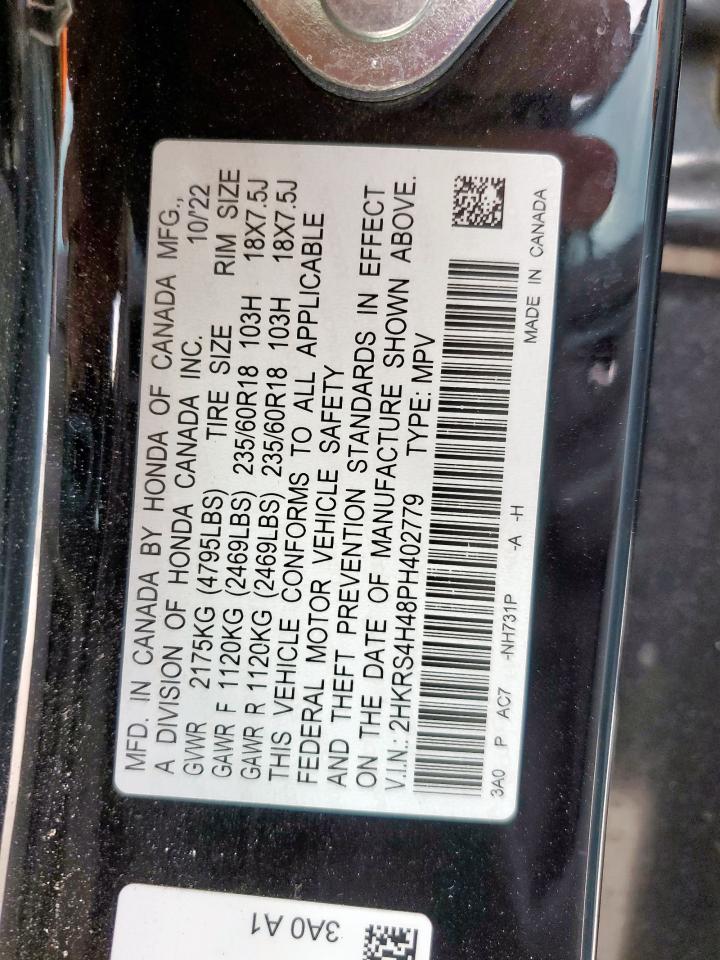 MFD. IN CANADA BY HONDA OF CANADA MFG.,
A DIVISION OF HONDA CANADA INC. 10/'22
GVWR 2175KG (4795LBS) TIRE SIZE RIM SIZE
GAWR F 1120KG (2469LBS) 235/60R18 103H 18X7.5J
GAWR R 1120KG (2469LBS) 235/60R18 103H 18X7.5J
THIS VEHICLE CONFORMS TO ALL APPLICABLE
FEDERAL MOTOR VEHICLE SAFETY
AND THEFT PREVENTION STANDARDS IN EFFECT
ON THE DATE OF MANUFACTURE SHOWN ABOVE.
V.I.N.: 2HKRS4H48PH402779 TYPE: MPV
3A0 P AC7 -NH731P -A -H
MADE IN CANADA
3A0 A1